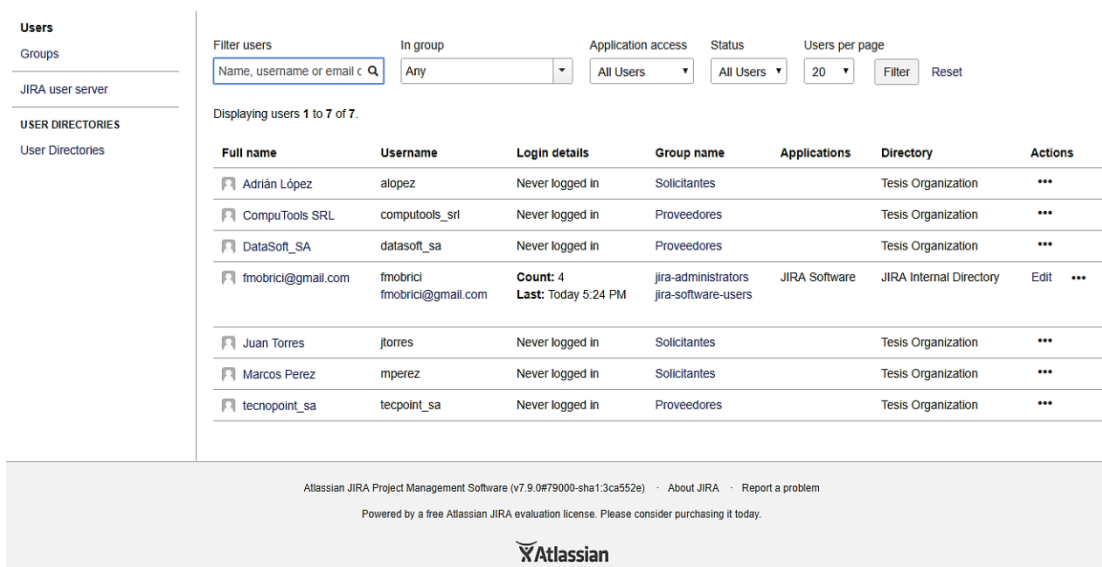 Users
Groups
JIRA user server
USER DIRECTORIES
User Directories
Filter users In group Application access Status Users per page
Name, username or email c Any All Users All Users 20 Filter Reset
Displaying users 1 to 7 of 7.
Full name Username Login details Group name Applications Directory Actions
Adrián López alopez Never logged in Solicitantes Tesis Organization •••
CompuTools SRL computools_srl Never logged in Proveedores Tesis Organization •••
DataSoft_SA datasoft_sa Never logged in Proveedores Tesis Organization •••
fmobrici@gmail.com fmobrici Count: 4 jira-administrators JIRA Software JIRA Internal Directory Edit •••
fmobrici@gmail.com Last: Today 5:24 PM jira-software-users
Juan Torres jtorres Never logged in Solicitantes Tesis Organization •••
Marcos Perez mperez Never logged in Solicitantes Tesis Organization •••
tecnopoint_sa tecpoint_sa Never logged in Proveedores Tesis Organization •••
Atlassian JIRA Project Management Software (v7.9.0#79000-sha1:3ca552e) · About JIRA · Report a problem
Powered by a free Atlassian JIRA evaluation license. Please consider purchasing it today.
Atlassian